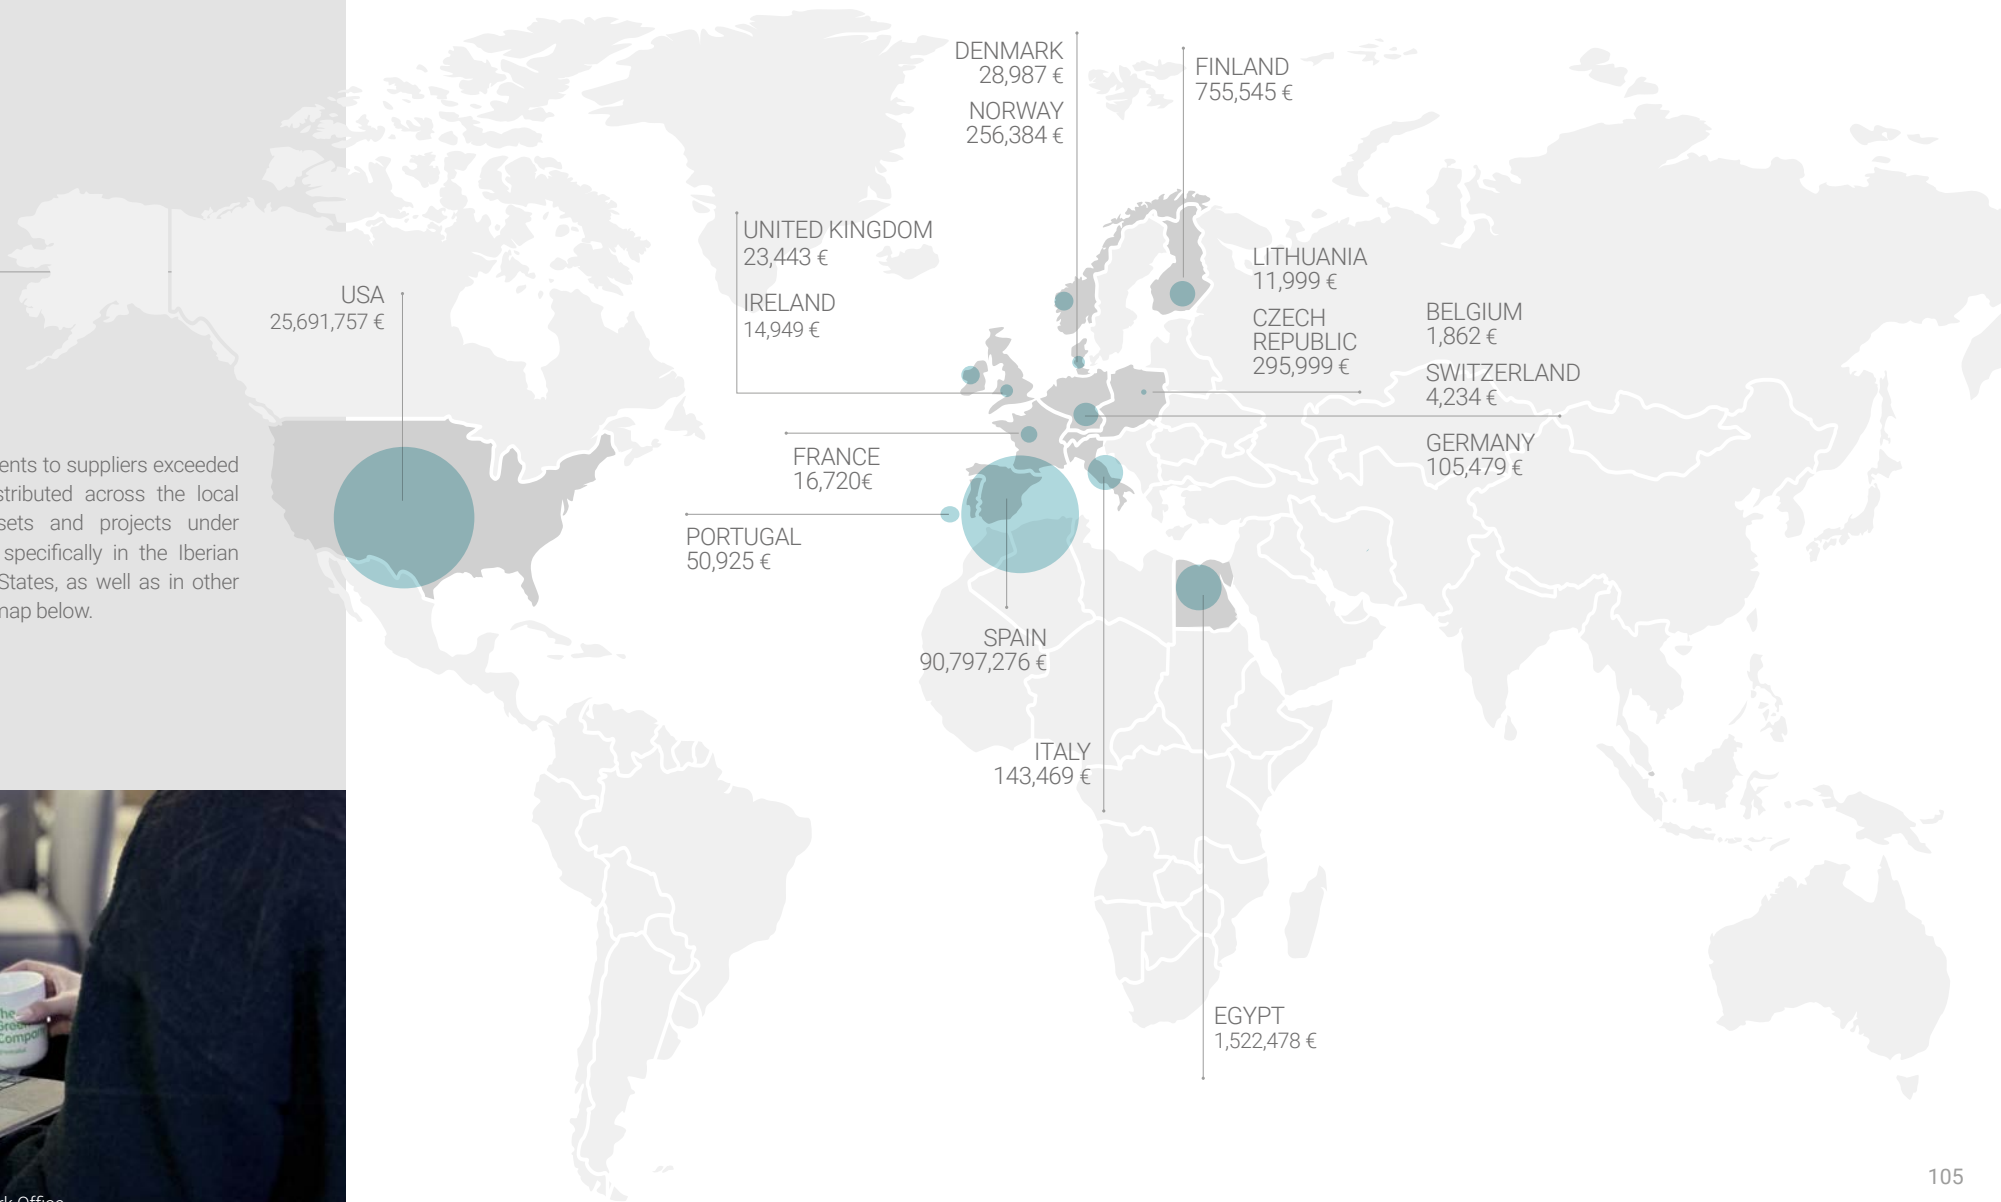 ents to suppliers exceeded
stributed across the local
sets and projects under
specifically in the Iberian
States, as well as in other
map below.
USA
25,691,757 €
DENMARK
28,987 €
NORWAY
256,384 €
FINLAND
755,545 €
UNITED KINGDOM
23,443 €
IRELAND
14,949 €
LITHUANIA
11,999 €
CZECH
REPUBLIC
295,999 €
BELGIUM
1,862 €
SWITZERLAND
4,234 €
GERMANY
105,479 €
FRANCE
16,720€
PORTUGAL
50,925 €
SPAIN
90,797,276 €
ITALY
143,469 €
EGYPT
1,522,478 €
Green
Office
105